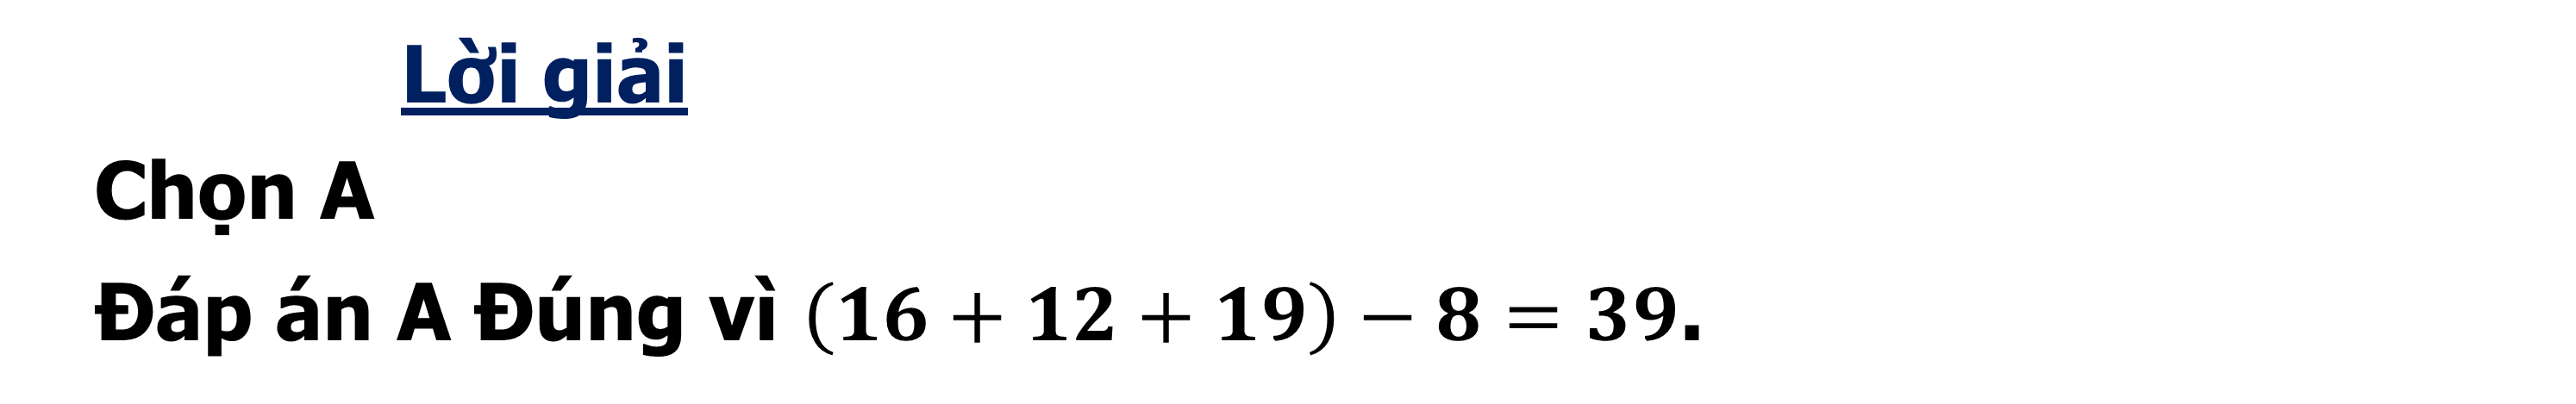 Lời giải
Chọn A
Đáp án A Đúng vì (16 + 12 + 19) − 8 = 39.